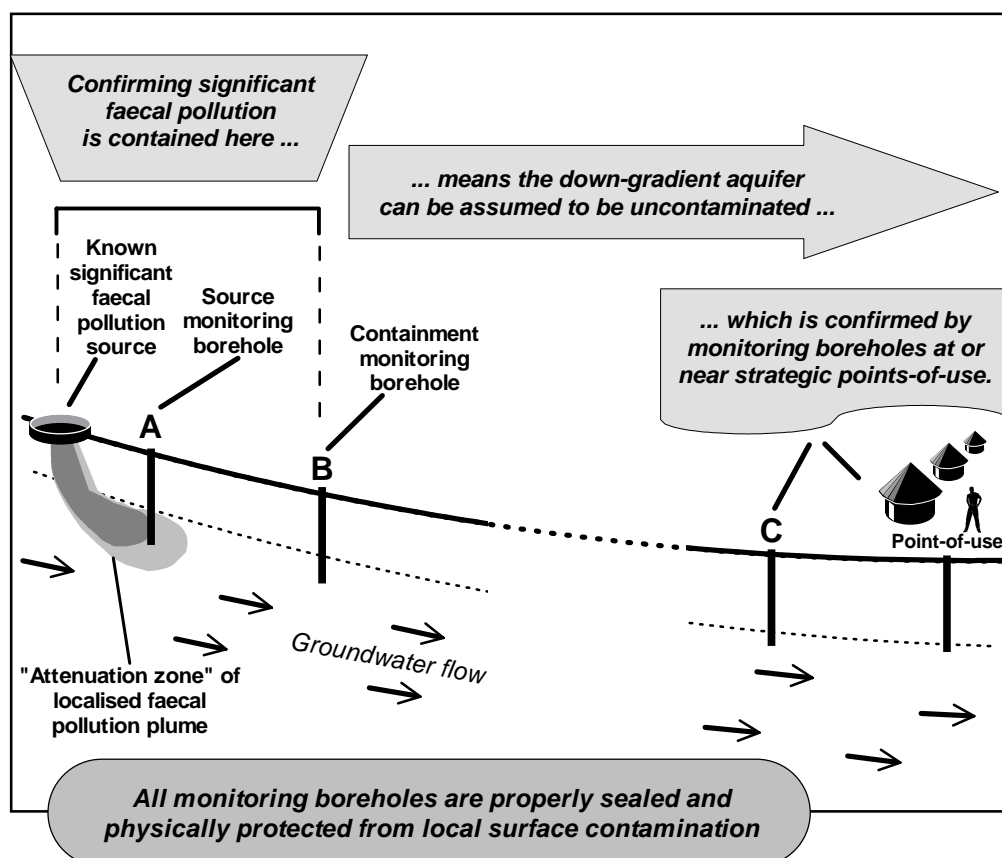 Confirming significant
faecal pollution
is contained here ...
... means the down-gradient aquifer
can be assumed to be uncontaminated ...
Known
significant
faecal
pollution
source
Source
monitoring
borehole
Containment
monitoring
borehole
... which is confirmed by
monitoring boreholes at or
near strategic points-of-use.
A
B
C
Point-of-use
Groundwater flow
"Attenuation zone" of
localised faecal
pollution plume
All monitoring boreholes are properly sealed and
physically protected from local surface contamination